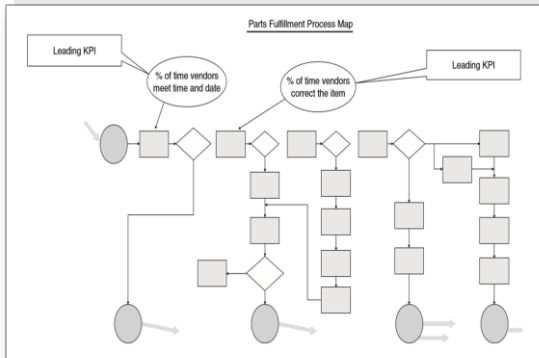 Parts Fulfillment Process Map
Leading KPI
% of time vendors
meet time and date
% of time vendors
correct the item
Leading KPI